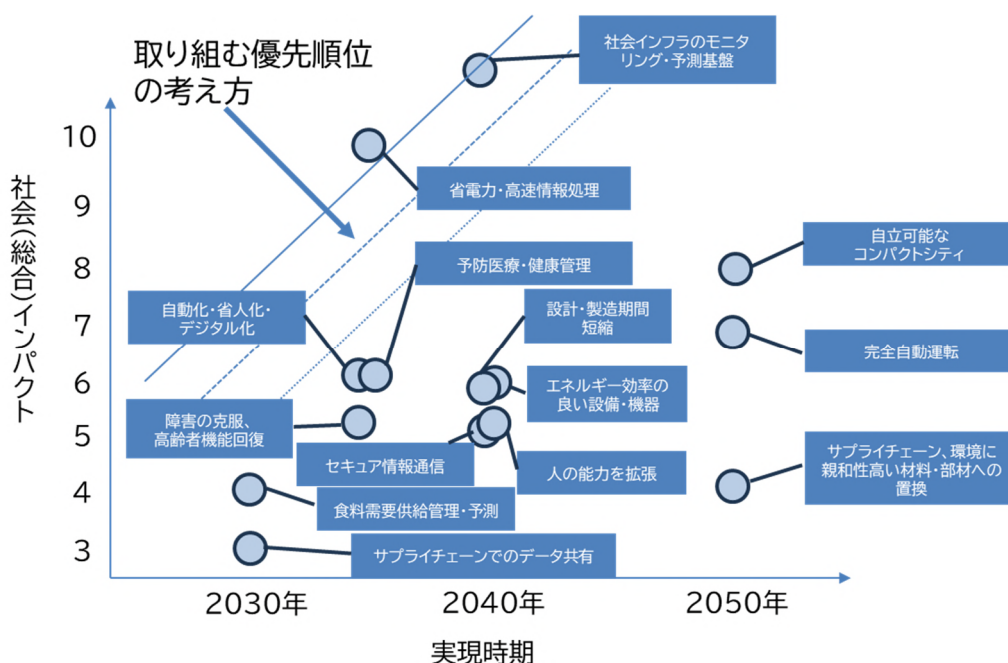 取り組む優先順位
の考え方
社会インフラのモニタ
リング・予測基盤
省電力・高速情報処理
予防医療・健康管理
自動化・省人化・
デジタル化
設計・製造期間
短縮
自立可能な
コンパクトシティ
完全自動運転
エネルギー効率の
良い設備・機器
障害の克服、
高齢者機能回復
セキュア情報通信
人の能力を拡張
サプライチェーン、環境に
親和性高い材料・部材への
置換
食料需要供給管理・予測
サプライチェーンでのデータ共有
社会(総合)インパクト
10
9
8
7
6
5
4
3
2030年
2040年
2050年
実現時期